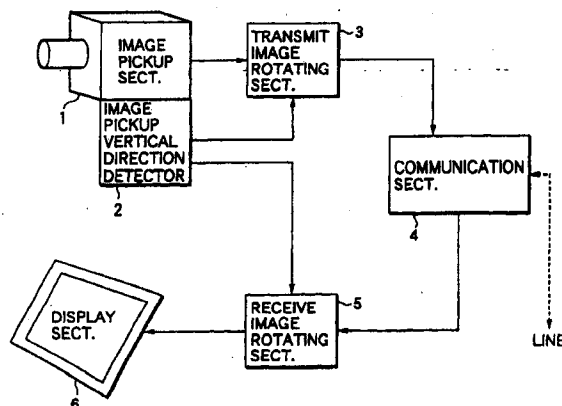 IMAGE
PICKUP
SECT.
1
IMAGE
PICKUP
VERTICAL
DIRECTION
DETECTOR
2
3
TRANSMIT
IMAGE
ROTATING
SECT.
COMMUNICATION
SECT.
4
LINE
5
RECEIVE
IMAGE
ROTATING
SECT.
DISPLAY
SECT.
6